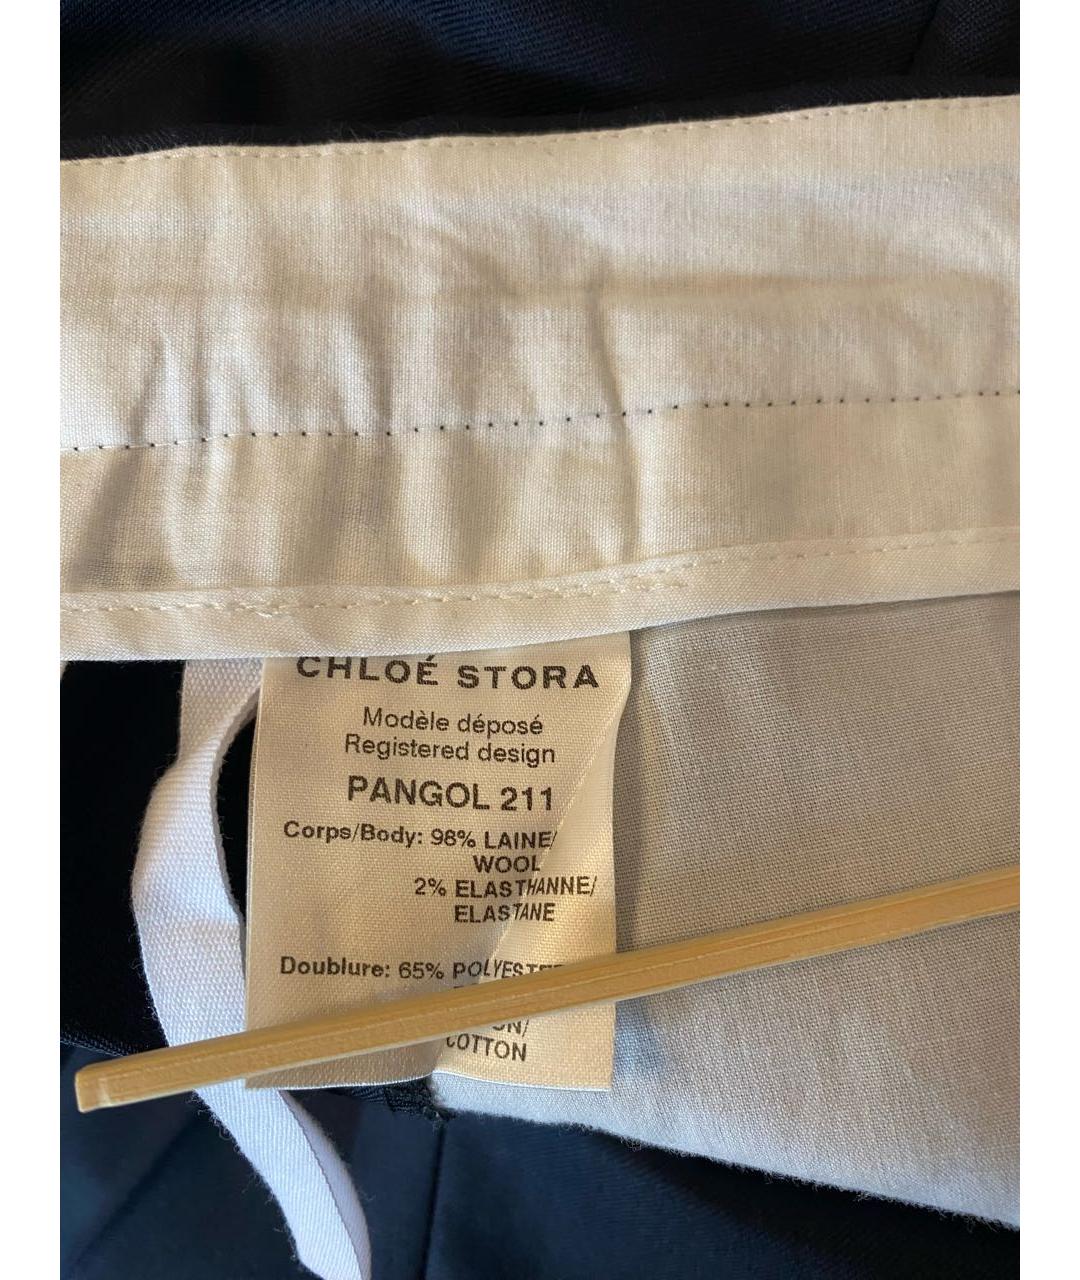 CHLOÉ STORA
Modèle déposé
Registered design
PANGOL 211
Corps/Body: 98% LAINE/
WOOL
2% ELASTHANNE/
ELASTANE
Doublure: 65%
COTTON